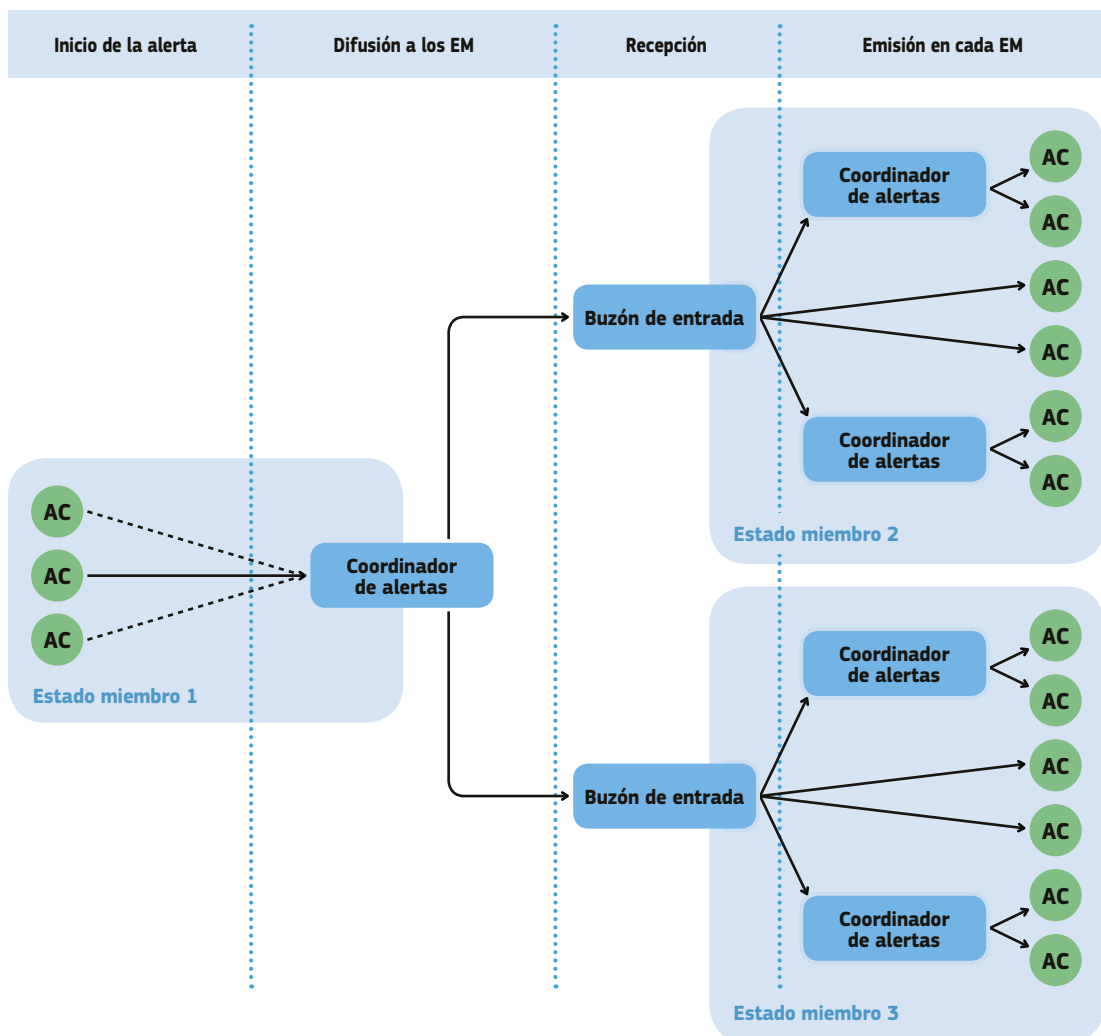 Inicio de la alerta
Difusión a los EM
Recepción
Emisión en cada EM
AC
AC
AC
Estado miembro 1
Coordinador
de alertas
Buzón de entrada
Coordinador
de alertas
AC
AC
AC
AC
Coordinador
de alertas
AC
AC
Estado miembro 2
Buzón de entrada
Coordinador
de alertas
AC
AC
AC
AC
Coordinador
de alertas
AC
AC
Estado miembro 3